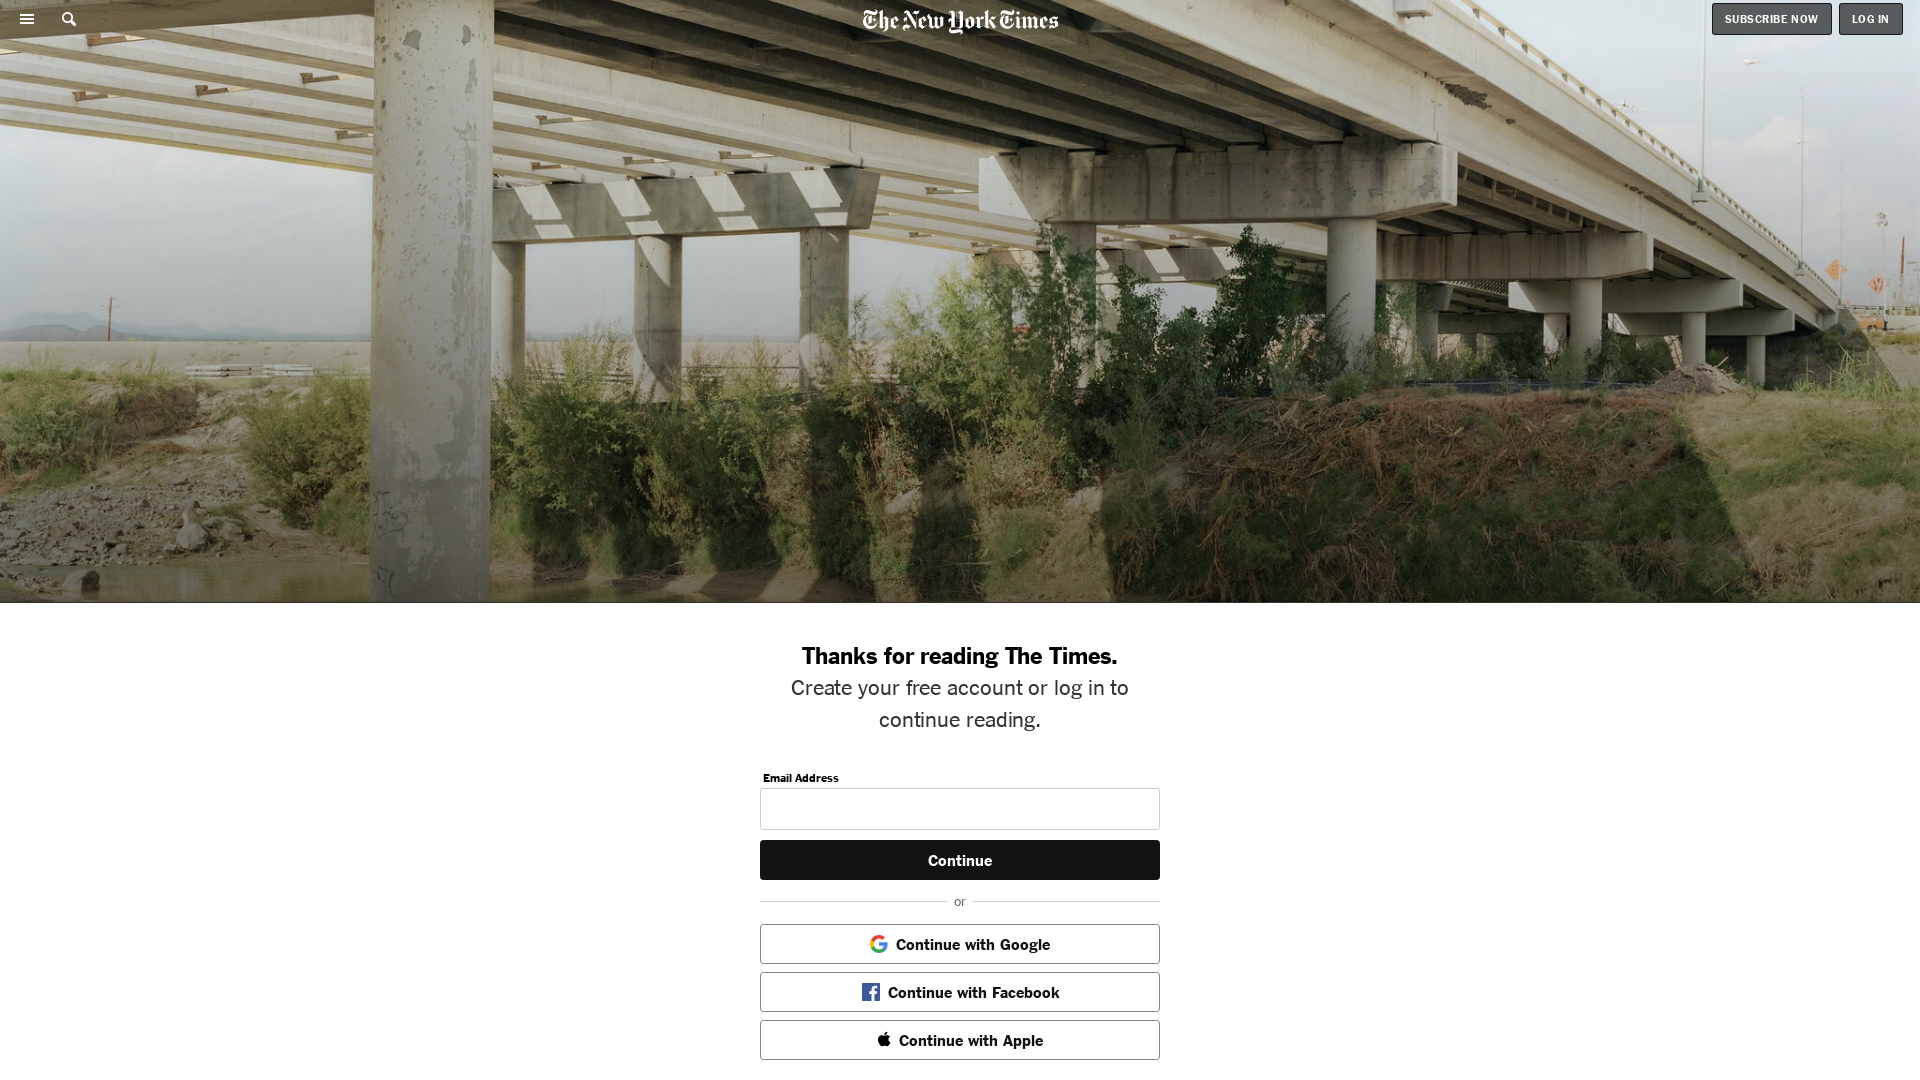 The New York Times
SUBSCRIBE NOW
LOG IN
Thanks for reading The Times.
Create your free account or log in to
continue reading.
Email Address
Continue
or
Continue with Google
Continue with Facebook
Continue with Apple